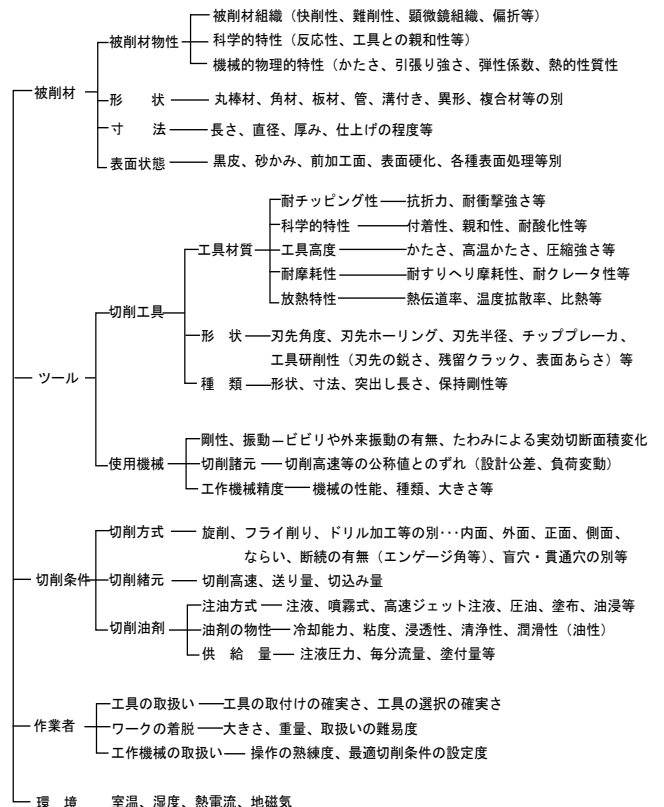 被削材組織（快削性、難削性、顕微鏡組織、偏折等）
被削材物性
科学的特性（反応性、工具との親和性等）
機械的物理的特性（かたさ、引張り強さ、弾性係数、熱的性質性
被削材
形 状
丸棒材、角材、板材、管、溝付き、異形、複合材等の別
寸 法
長さ、直径、厚み、仕上げの程度等
表面状態
黒皮、砂かみ、前加工面、表面硬化、各種表面処理等別
耐チッピング性
抗折力、耐衝撃強さ等
科学的特性
付着性、親和性、耐酸化性等
工具材質
工具高度
かたさ、高温かたさ、圧縮強さ等
耐摩耗性
耐すりへり摩耗性、耐クレータ性等
放熱特性
熱伝道率、温度拡散率、比熱等
切削工具
形 状
刃先角度、刃先ホーリング、刃先半径、チッププレーカ、
工具研削性（刃先の鋭さ、残留クラック、表面あらさ）等
ツール
種 類
形状、寸法、突出し長さ、保持剛性等
剛性、振動－ビビリや外来振動の有無、たわみによる実効切断面積変化
使用機械
切削諸元
切削高速等の公称値とのずれ（設計公差、負荷変動）
工作機械精度
機械の性能、種類、大きさ等
切削方式
旋削、フライ削り、ドリル加工等の別･･･内面、外面、正面、側面、
ならい、断続の有無（エンゲージ角等）、盲穴・貫通穴の別等
切削条件
切削緒元
切削高速、送り量、切込み量
注油方式
注液、噴霧式、高速ジェット注液、圧油、塗布、油浸等
切削油剤
油剤の物性
冷却能力、粘度、浸透性、清浄性、潤滑性（油性）
供 給 量
注液圧力、毎分流量、塗付量等
工具の取扱い
工具の取付けの確実さ、工具の選択の確実さ
作業者
ワークの着脱
大きさ、重量、取扱いの難易度
工作機械の取扱い
操作の熟練度、最適切削条件の設定度
環 境
室温、湿度、熱電流、地磁気